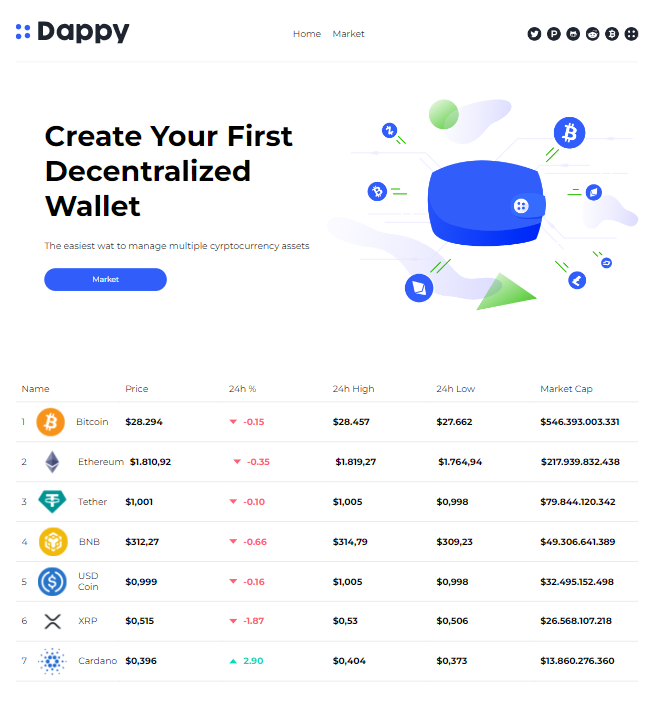 Dappy
Home Market
Create Your First
Decentralized
Wallet
The easiest wat to manage multiple cyrptocurrency assets
Market
Name Price 24h % 24h High 24h Low Market Cap
1 Bitcoin $28.294 -0.15 $28.457 $27.662 $546.393.003.331
2 Ethereum $1.810,92 -0.35 $1.819,27 $1.764,94 $217.939.832.438
3 Tether $1,001 -0.10 $1,005 $0,998 $79.844.120.342
4 BNB $312,27 -0.66 $314,79 $309,23 $49.306.641.389
5 USD
Coin $0,999 -0.16 $1,005 $0,998 $32.495.152.498
6 XRP $0,515 -1.87 $0,53 $0,506 $26.568.107.218
7 Cardano $0,396 2.90 $0,404 $0,373 $13.860.276.360